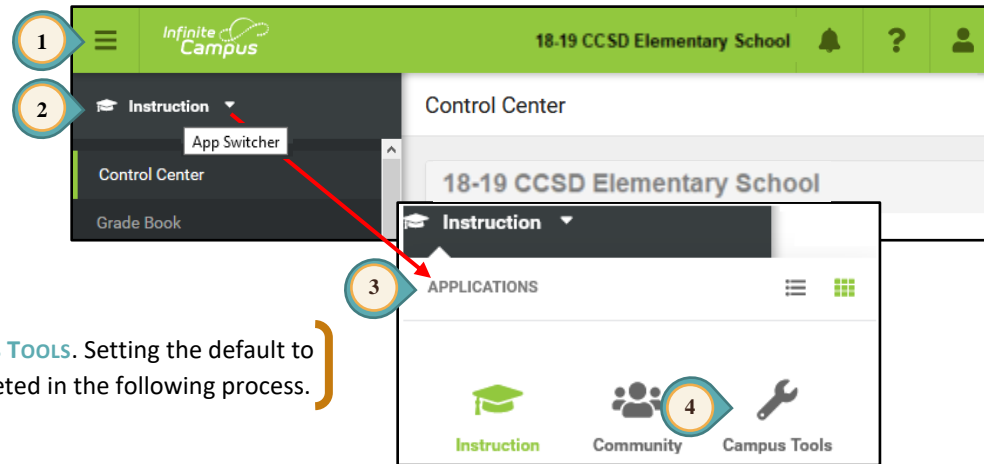 1
Infinite
Campus
18-19 CCSD Elementary School
?
2
Instruction
Control Center
App Switcher
Control Center
18-19 CCSD Elementary School
Grade Book
Instruction
3
APPLICATIONS
TOOLS. Setting the default to
eted in the following process.
4
Instruction
Community
Campus Tools